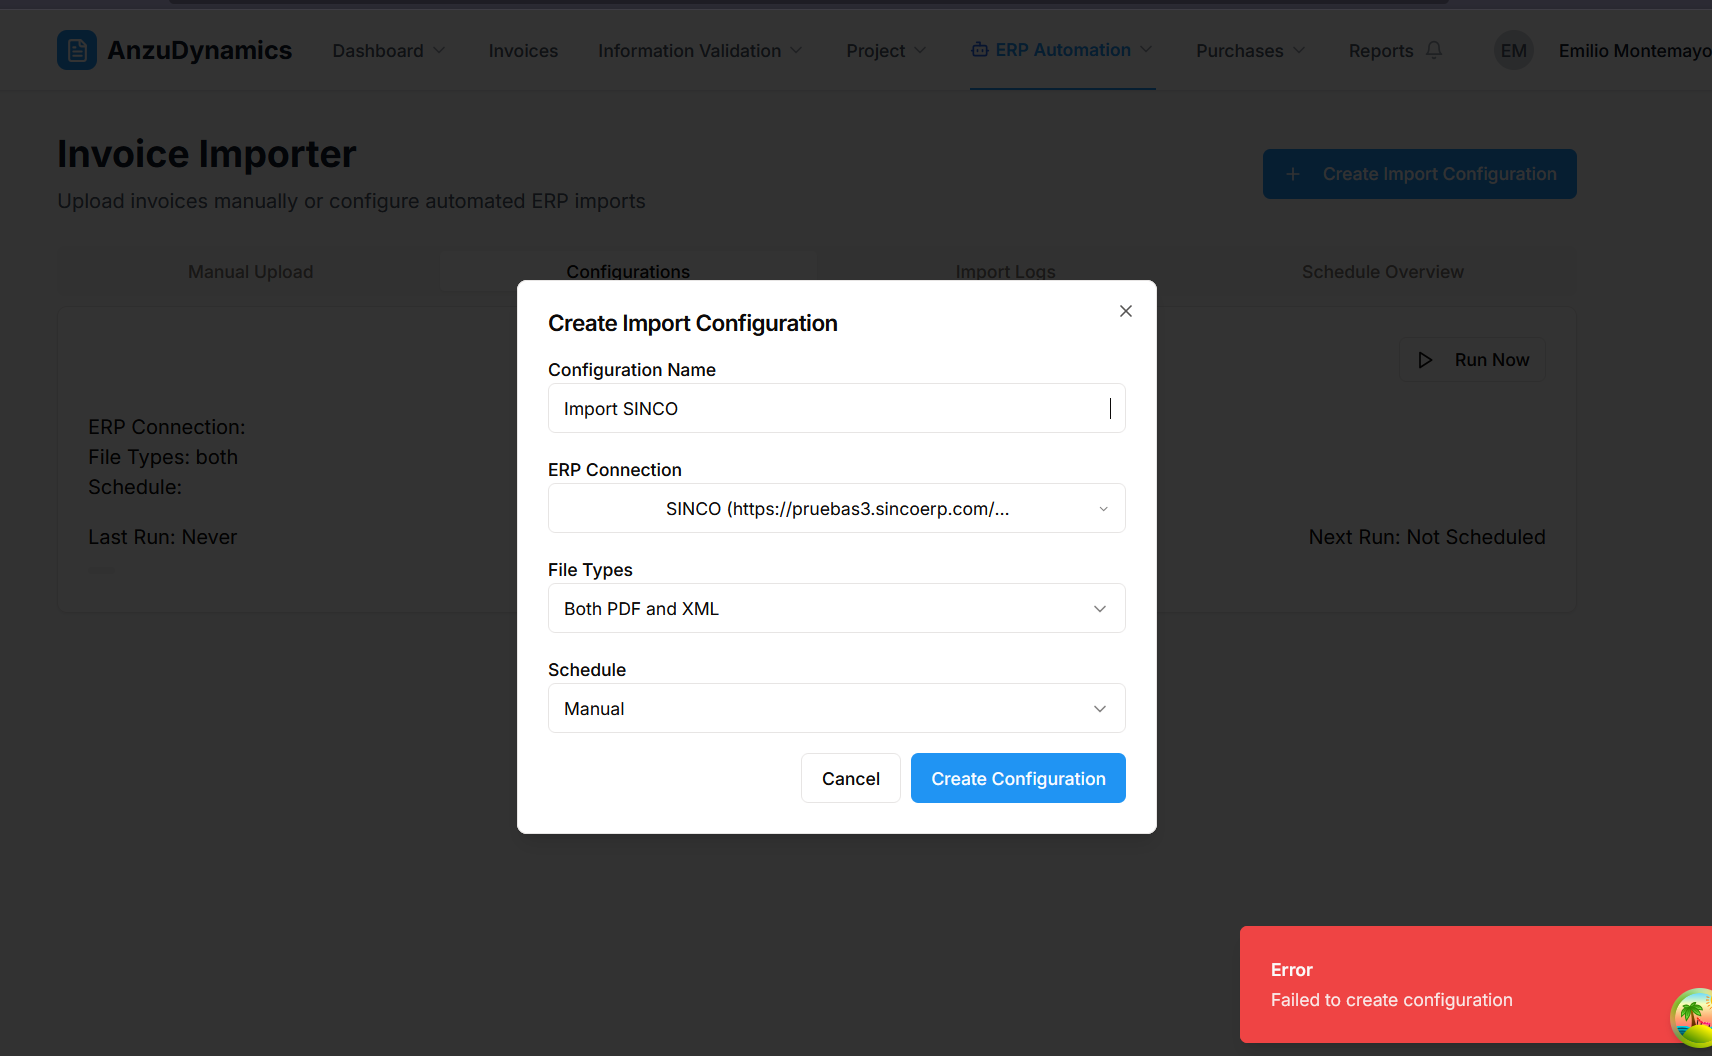 AnzuDynamics
Dashboard
Invoices
Information Validation
Project
ERP Automation
Purchases
Reports
EM
Emilio Montemayo
Invoice Importer
Upload invoices manually or configure automated ERP imports
+ Create Import Configuration
Manual Upload
Configurations
Import Logs
Schedule Overview
Run Now
ERP Connection:
File Types: both
Schedule:
Last Run: Never
Next Run: Not Scheduled
Create Import Configuration
Configuration Name
Import SINCO
ERP Connection
SINCO (https://pruebas3.sincoerp.com/...
File Types
Both PDF and XML
Schedule
Manual
Cancel
Create Configuration
Error
Failed to create configuration